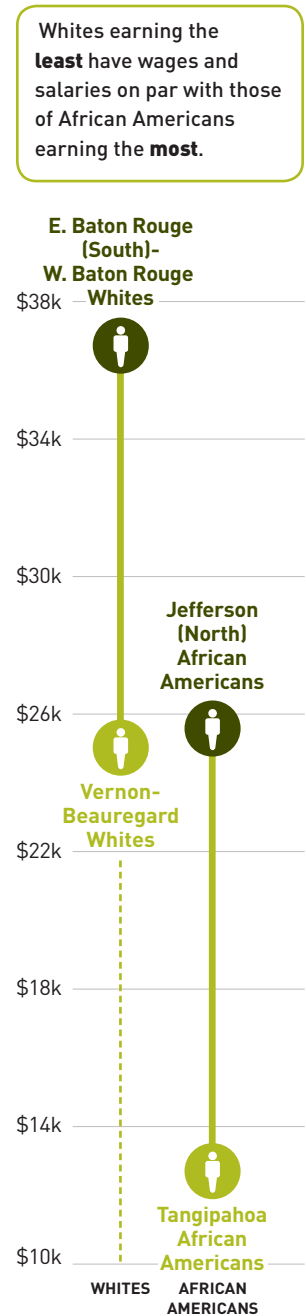 Whites earning the
least have wages and
salaries on par with those
of African Americans
earning the most.
E. Baton Rouge
(South)-
W. Baton Rouge
Whites
$38k
$34k
$30k
Jefferson
(North)
African
Americans
$26k
Vernon-
Beauregard
Whites
$22k
$18k
$14k
Tangipahoa
African
Americans
$10k
WHITES
AFRICAN
AMERICANS